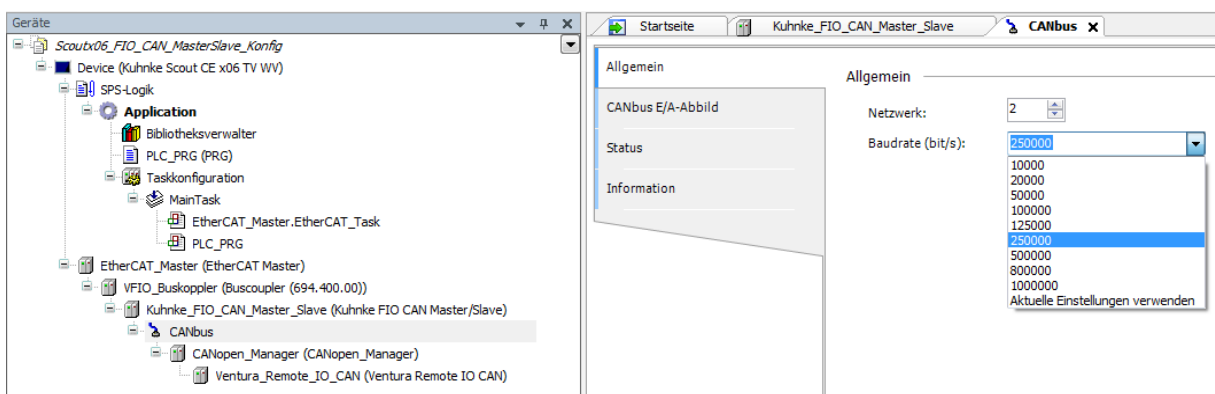 Geräte
Scoutx06_FIO_CAN_MasterSlave_Konfig
Device (Kuhnke Scout CE x06 TV WV)
SPS-Logik
Application
Bibliotheksverwalter
PLC_PRG (PRG)
Taskkonfiguration
MainTask
EtherCAT_Master.EtherCAT_Task
PLC_PRG
EtherCAT_Master (EtherCAT Master)
VFIO_Buskoppler (Buscoupler (694.400.00))
Kuhnke_FIO_CAN_Master_Slave (Kuhnke FIO CAN Master/Slave)
CANbus
CANopen_Manager (CANopen_Manager)
Ventura_Remote_IO_CAN (Ventura Remote IO CAN)
Startseite Kuhnke_FIO_CAN_Master_Slave CANbus
Allgemein
CANbus E/A-Abbild
Status
Information
Allgemein
Netzwerk: 2
Baudrate (bit/s): 250000
10000
20000
50000
100000
125000
250000
500000
800000
1000000
Aktuelle Einstellungen verwenden